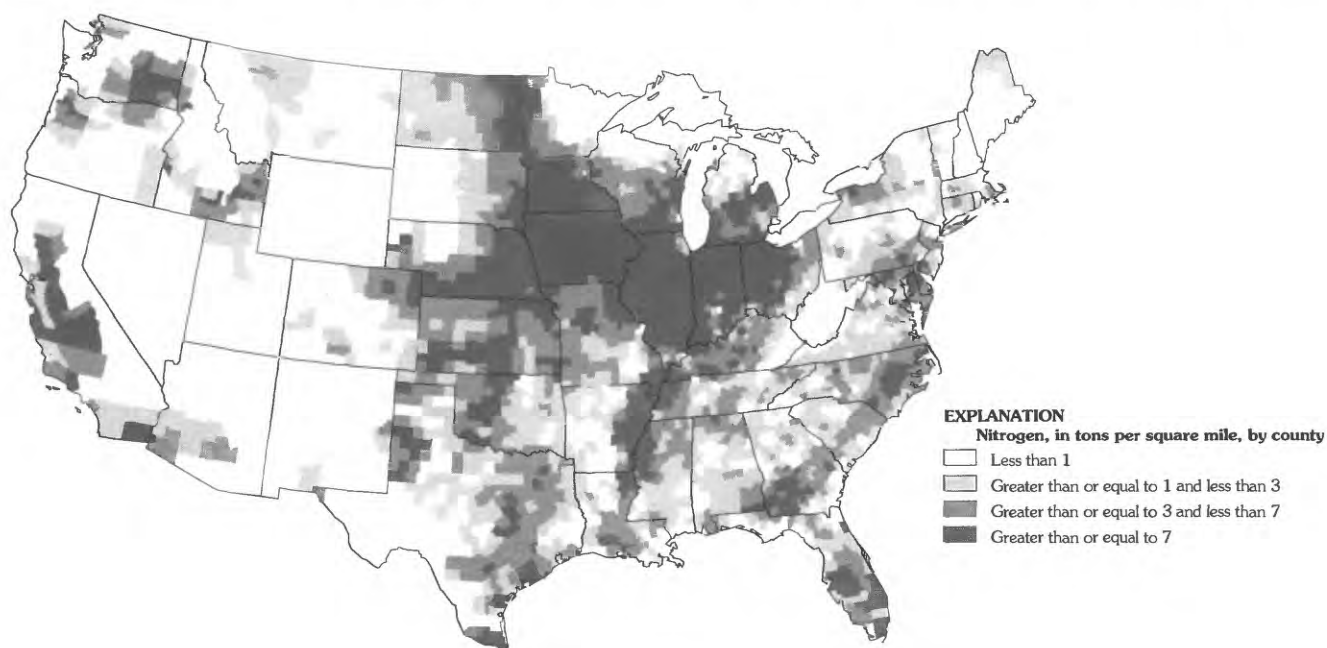 EXPLANATION
Nitrogen, in tons per square mile, by county
Less than 1
Greater than or equal to 1 and less than 3
Greater than or equal to 3 and less than 7
Greater than or equal to 7